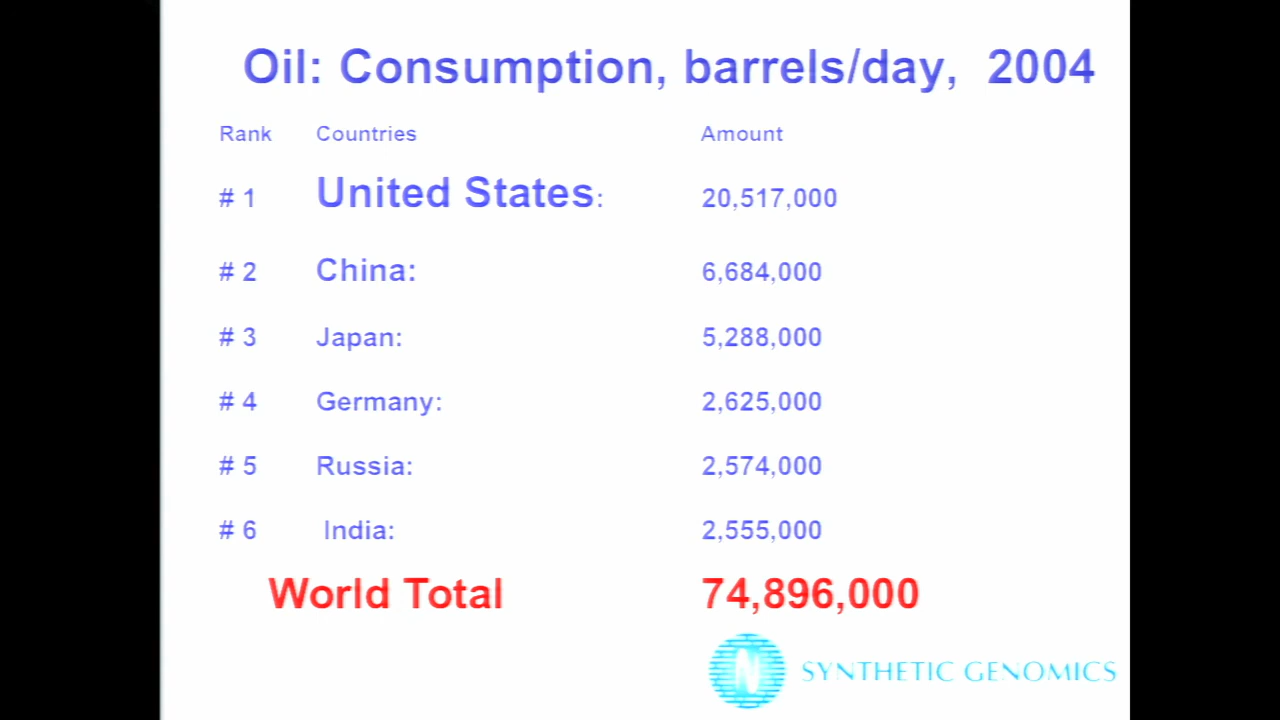 Oil: Consumption, barrels/day, 2004
Rank Countries Amount
# 1 United States: 20,517,000
# 2 China: 6,684,000
# 3 Japan: 5,288,000
# 4 Germany: 2,625,000
# 5 Russia: 2,574,000
# 6 India: 2,555,000
World Total 74,896,000
SYNTHETIC GENOMICS